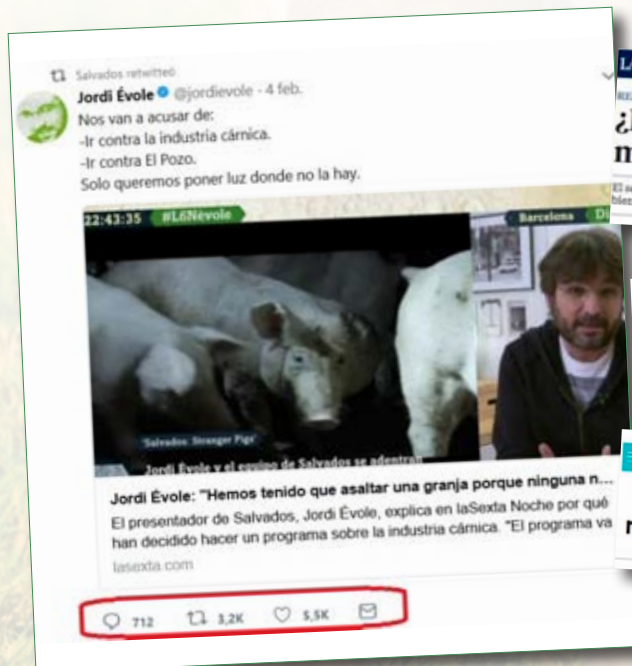 Salvados retwitteó
Jordi Évole @jordievole - 4 feb.
Nos van a acusar de:
-Ir contra la industria cárnica.
-Ir contra El Pozo.
Solo queremos poner luz donde no la hay.
22:43:35 #L6Névole
Barcelona Di
'Salvados: Stranger Pigs'
Jordi Évole y el equipo de Salvados se adentran
Jordi Évole: "Hemos tenido que asaltar una granja porque ninguna n...
El presentador de Salvados, Jordi Évole, explica en laSexta Noche por qué
han decidido hacer un programa sobre la industria cárnica. "El programa va
lasexta.com
712 3,2K 5,5K